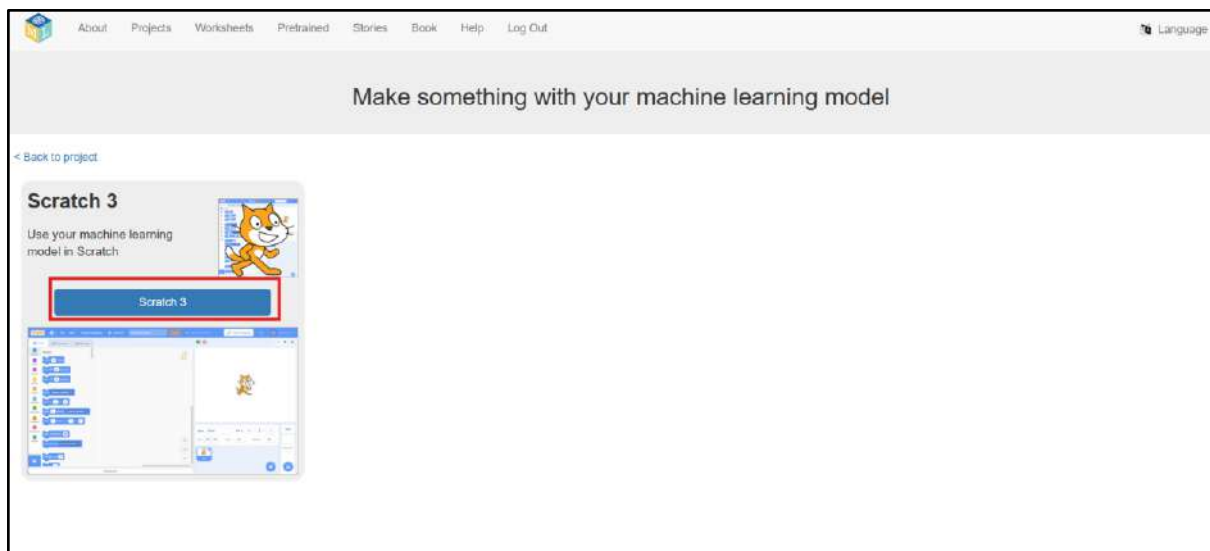 About Projects Worksheets Pretrained Stories Book Help Log Out Language
Make something with your machine learning model
< Back to project
Scratch 3
Use your machine learning
model in Scratch
Scratch 3